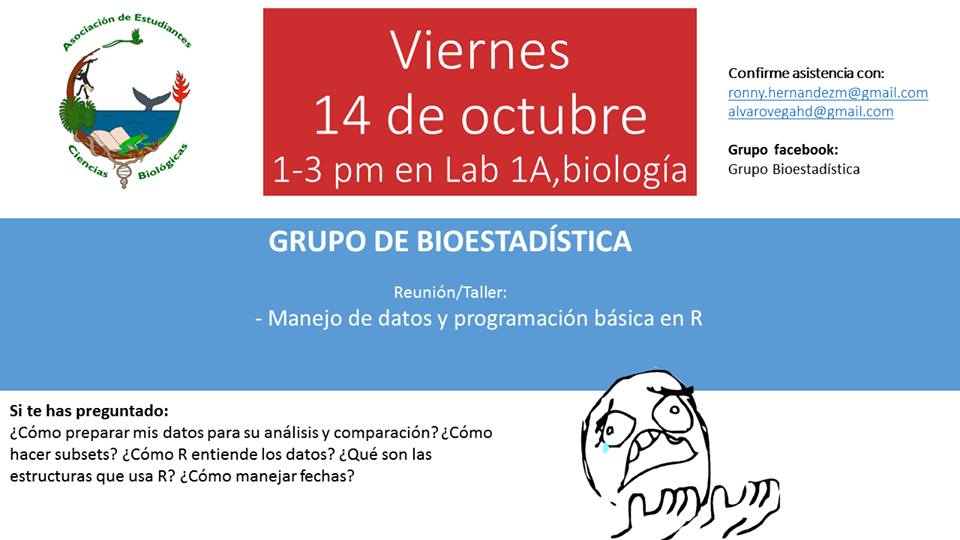 Asociación de Estudiantes
Ciencias Biológicas
Viernes
14 de octubre
1-3 pm en Lab 1A,biología
Confirme asistencia con:
ronny.hernandezm@gmail.com
alvarovegahd@gmail.com
Grupo facebook:
Grupo Bioestadística
GRUPO DE BIOESTADÍSTICA
Reunión/Taller:
- Manejo de datos y programación básica en R
Si te has preguntado:
¿Cómo preparar mis datos para su análisis y comparación? ¿Cómo
hacer subsets? ¿Cómo R entiende los datos? ¿Qué son las
estructuras que usa R? ¿Cómo manejar fechas?